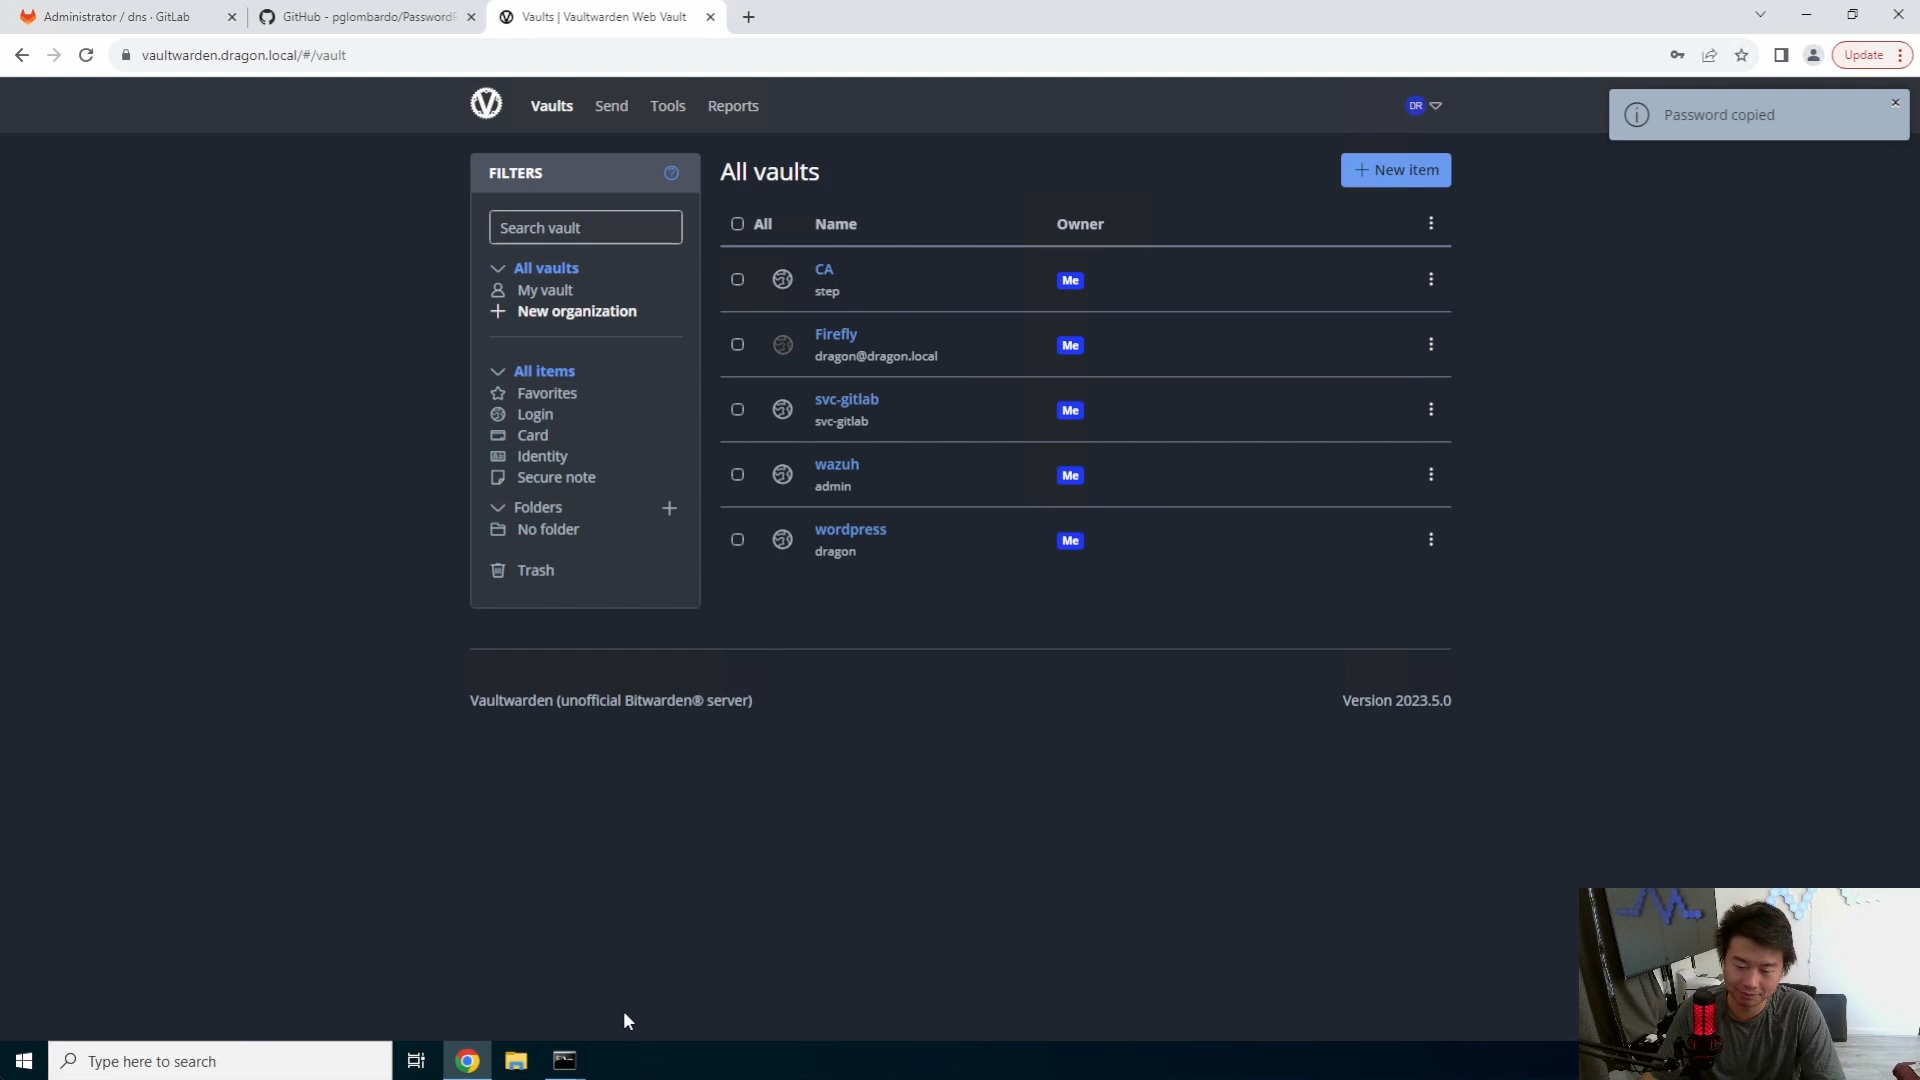 Administrator / dns · GitLab
GitHub - pglombardo/PasswordP
Vaults | Vaultwarden Web Vault
vaultwarden.dragon.local/#/vault
Update
Vaults
Send
Tools
Reports
DR
Password copied
FILTERS
Search vault
All vaults
My vault
New organization
All items
Favorites
Login
Card
Identity
Secure note
Folders
No folder
Trash
All vaults
New item
All
Name
Owner
CA
step
Me
Firefly
dragon@dragon.local
Me
svc-gitlab
svc-gitlab
Me
wazuh
admin
Me
wordpress
dragon
Me
Vaultwarden (unofficial Bitwarden® server)
Version 2023.5.0
Type here to search